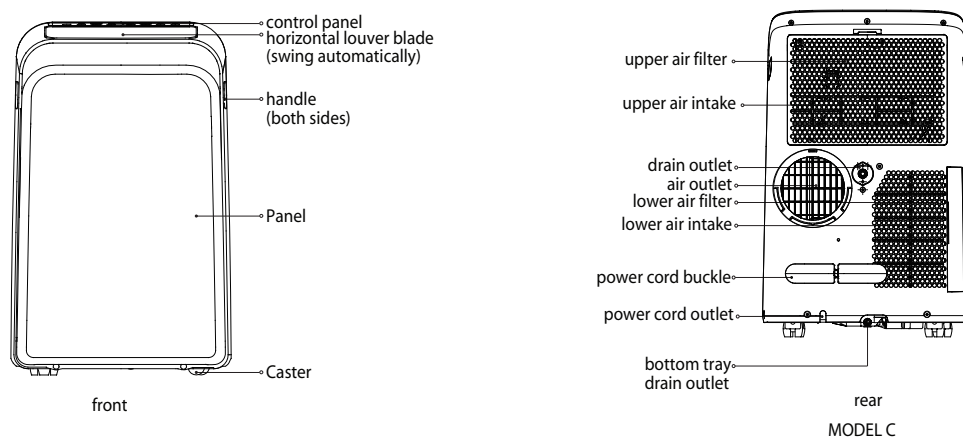 control panel
horizontal louver blade
(swing automatically)
handle
(both sides)
Panel
Caster
front
upper air filter
upper air intake
drain outlet
air outlet
lower air filter
lower air intake
power cord buckle
power cord outlet
bottom tray
drain outlet
rear
MODEL C